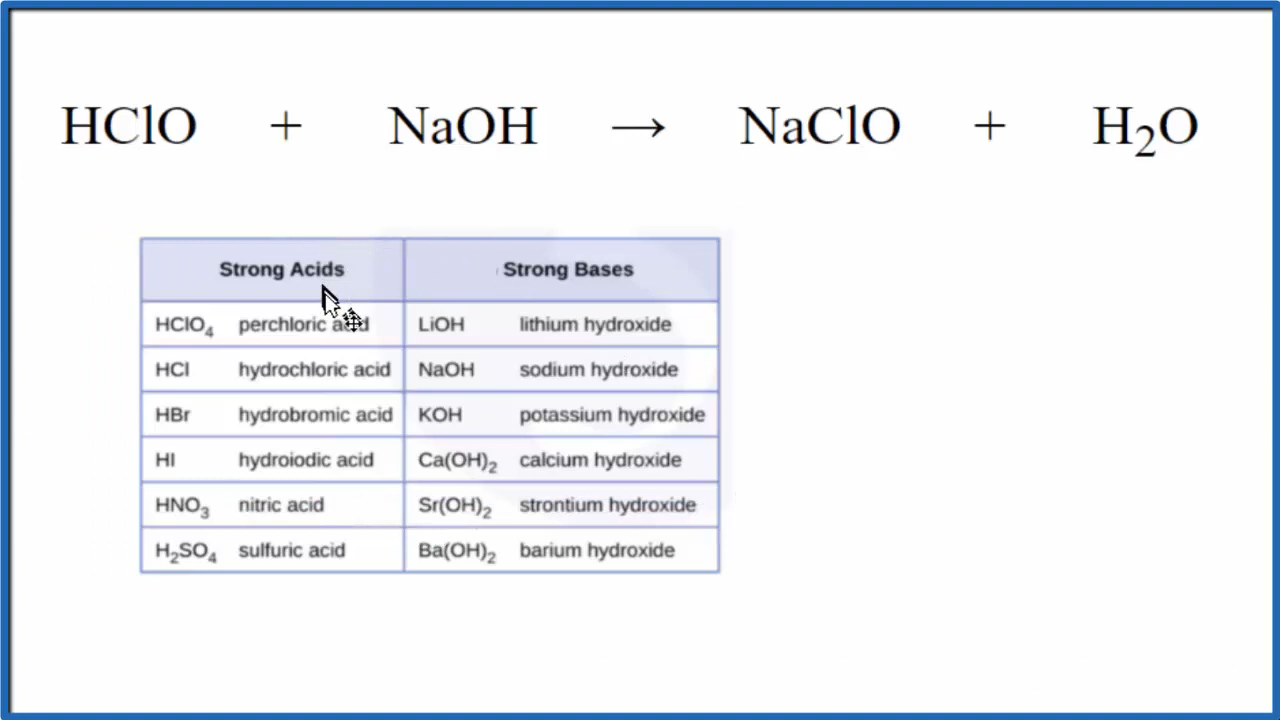 HClO + NaOH → NaClO + H₂O
Strong Acids Strong Bases
HClO₄ perchloric acid LiOH lithium hydroxide
HCl hydrochloric acid NaOH sodium hydroxide
HBr hydrobromic acid KOH potassium hydroxide
HI hydroiodic acid Ca(OH)₂ calcium hydroxide
HNO₃ nitric acid Sr(OH)₂ strontium hydroxide
H₂SO₄ sulfuric acid Ba(OH)₂ barium hydroxide